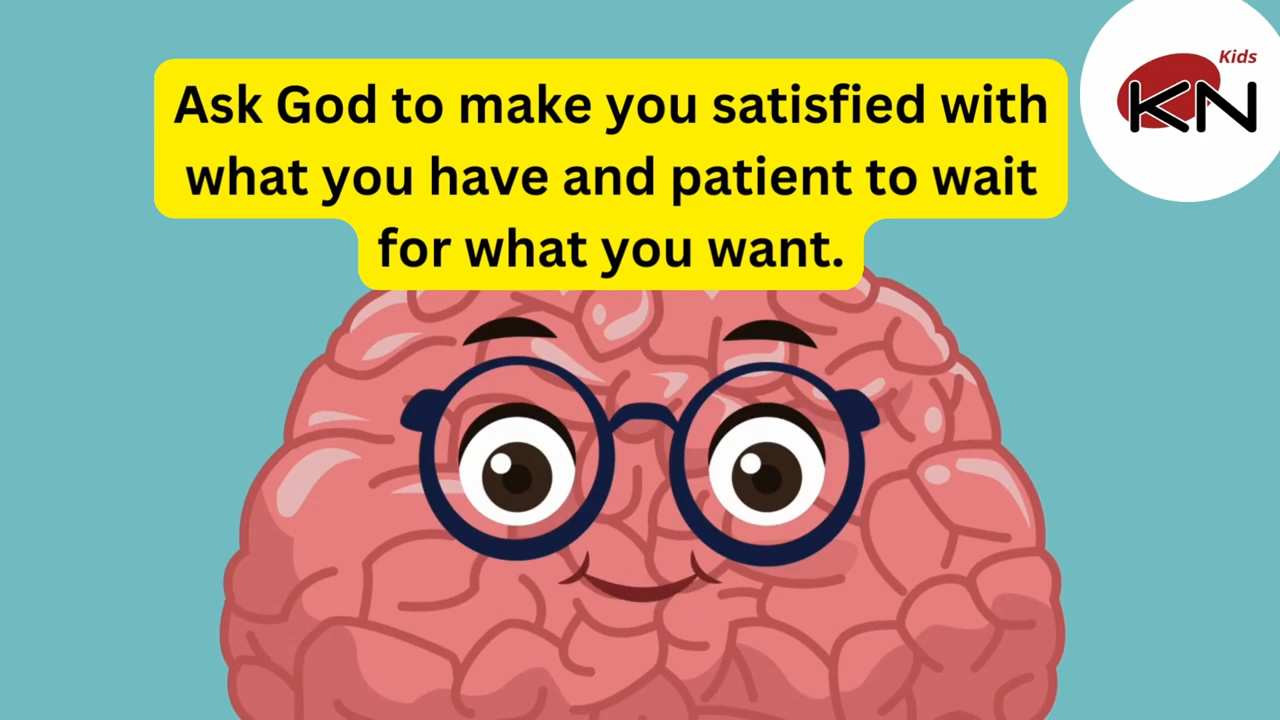 Ask God to make you satisfied with
what you have and patient to wait
for what you want.
Kids
KN